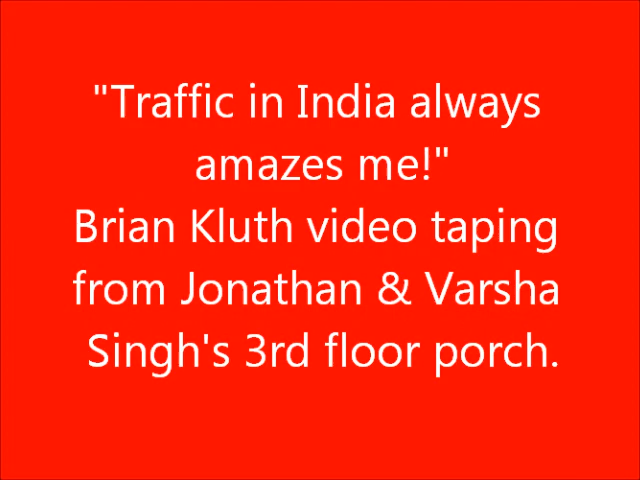 "Traffic in India always
amazes me!"
Brian Kluth video taping
from Jonathan & Varsha
Singh's 3rd floor porch.